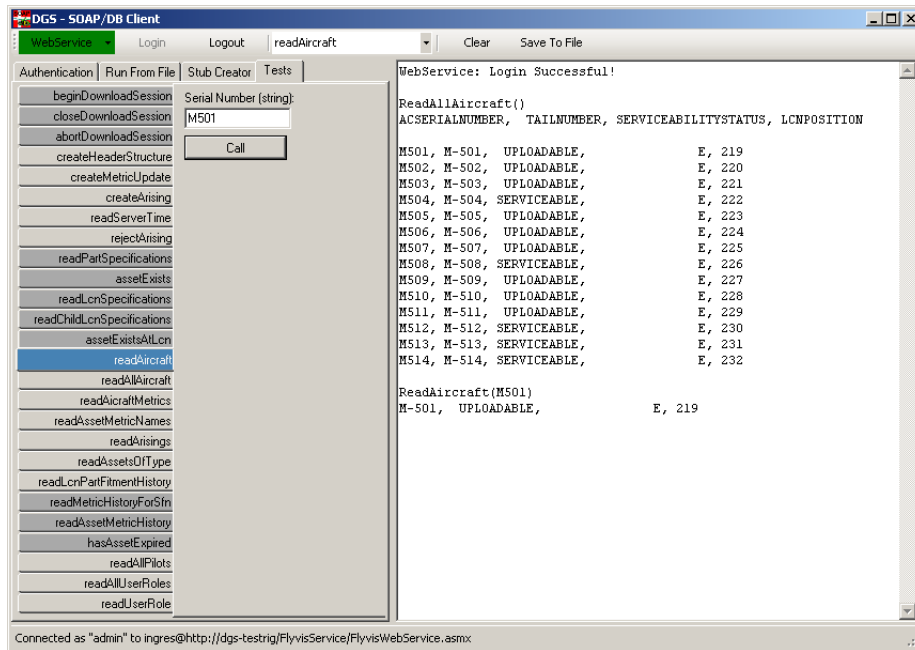 DGS - SOAP/DB Client
WebService Login Logout readAircraft Clear Save To File
Authentication Run From File Stub Creator Tests
beginDownloadSession
closeDownloadSession
abortDownloadSession
createHeaderStructure
createMetricUpdate
createArising
readServerTime
rejectArising
readPartSpecifications
assetExists
readLcnSpecifications
readChildLcnSpecifications
assetExistsAtLcn
readAircraft
readAllAircraft
readAicraftMetrics
readAssetMetricNames
readArisings
readAssetsOfType
readLcnPartFitmentHistory
readMetricHistoryForSfn
readAssetMetricHistory
hasAssetExpired
readAllPilots
readAllUserRoles
readUserRole
Serial Number (string):
M501
Call
WebService: Login Successful!
ReadAllAircraft()
ACSERIALNUMBER, TAILNUMBER, SERVICEABILITYSTATUS, LCNPOSITION
M501, M-501, UPLOADABLE, E, 219
M502, M-502, UPLOADABLE, E, 220
M503, M-503, UPLOADABLE, E, 221
M504, M-504, SERVICEABLE, E, 222
M505, M-505, UPLOADABLE, E, 223
M506, M-506, UPLOADABLE, E, 224
M507, M-507, UPLOADABLE, E, 225
M508, M-508, SERVICEABLE, E, 226
M509, M-509, UPLOADABLE, E, 227
M510, M-510, UPLOADABLE, E, 228
M511, M-511, UPLOADABLE, E, 229
M512, M-512, SERVICEABLE, E, 230
M513, M-513, SERVICEABLE, E, 231
M514, M-514, SERVICEABLE, E, 232
ReadAircraft(M501)
M-501, UPLOADABLE, E, 219
Connected as "admin" to ingres@http://dgs-testrig/FlyvisService/FlyvisWebService.asmx